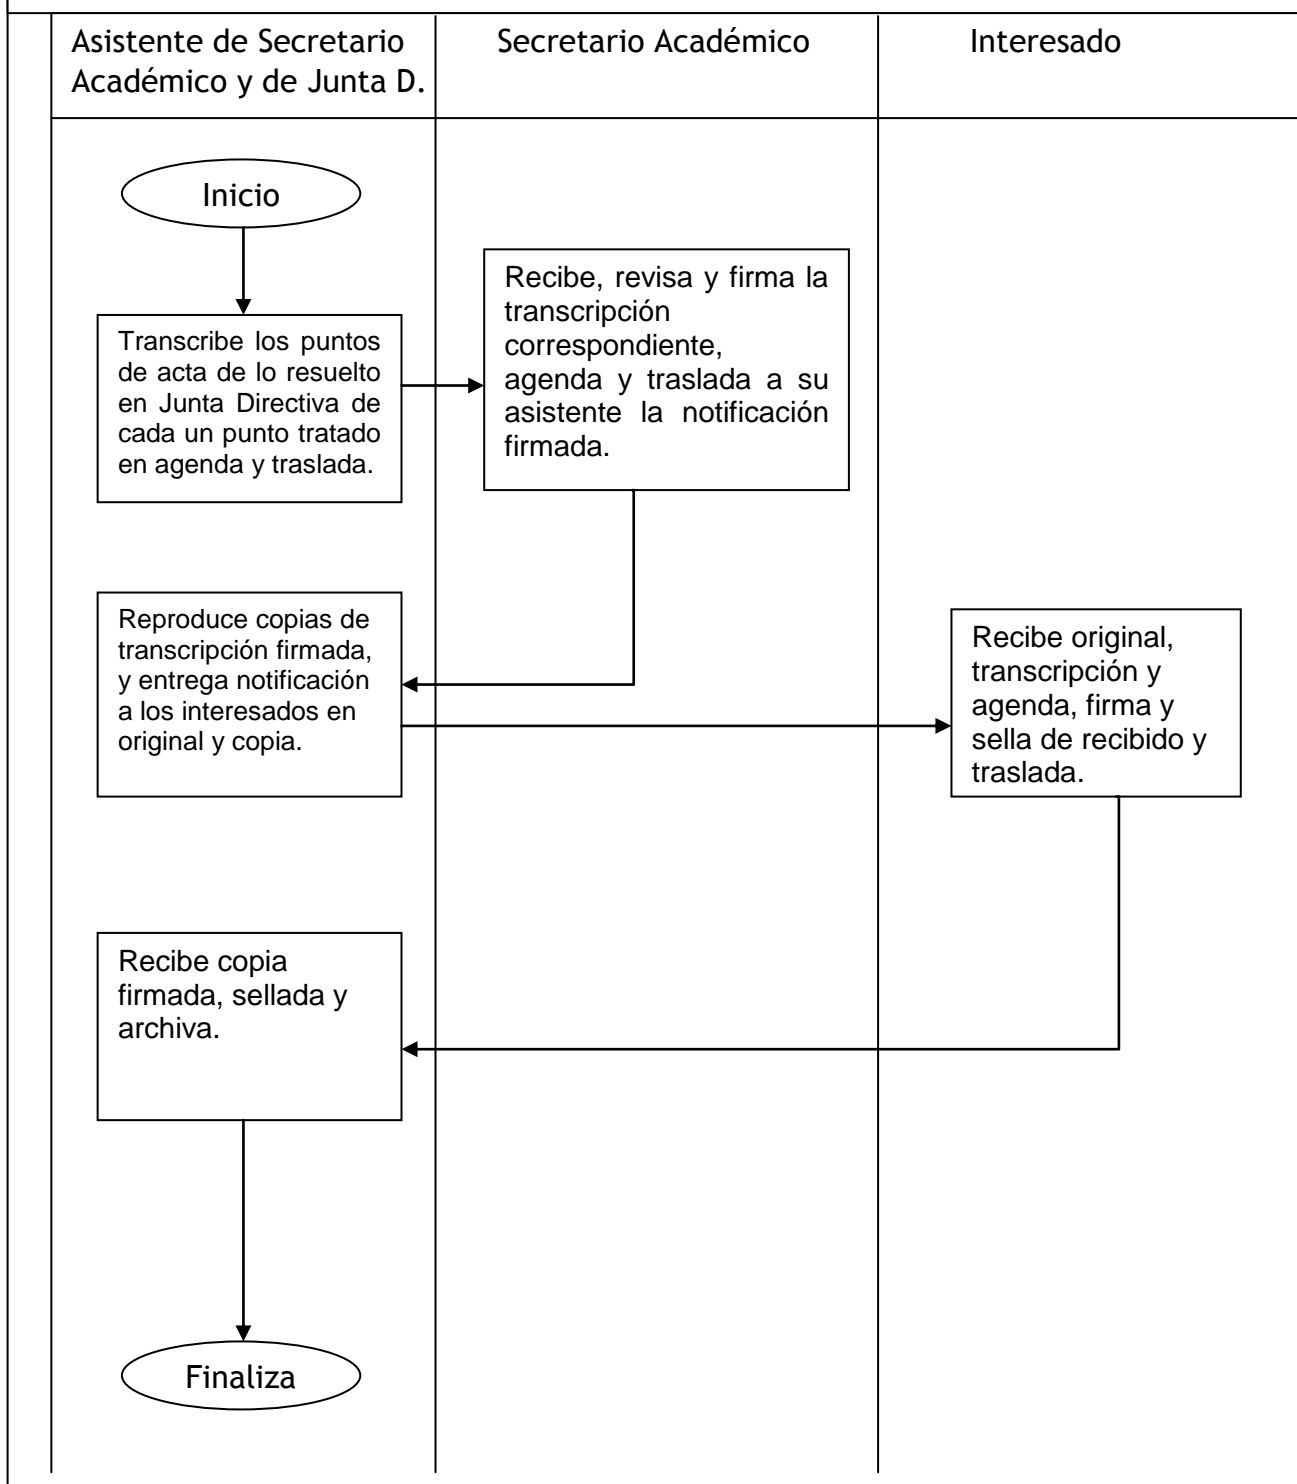 Asistente de Secretario
Académico y de Junta D.
Secretario Académico
Interesado
Inicio
Transcribe los puntos
de acta de lo resuelto
en Junta Directiva de
cada un punto tratado
en agenda y traslada.
Recibe, revisa y firma la
transcripción
correspondiente,
agenda y traslada a su
asistente la notificación
firmada.
Reproduce copias de
transcripción firmada,
y entrega notificación
a los interesados en
original y copia.
Recibe original,
transcripción y
agenda, firma y
sella de recibido y
traslada.
Recibe copia
firmada, sellada y
archiva.
Finaliza